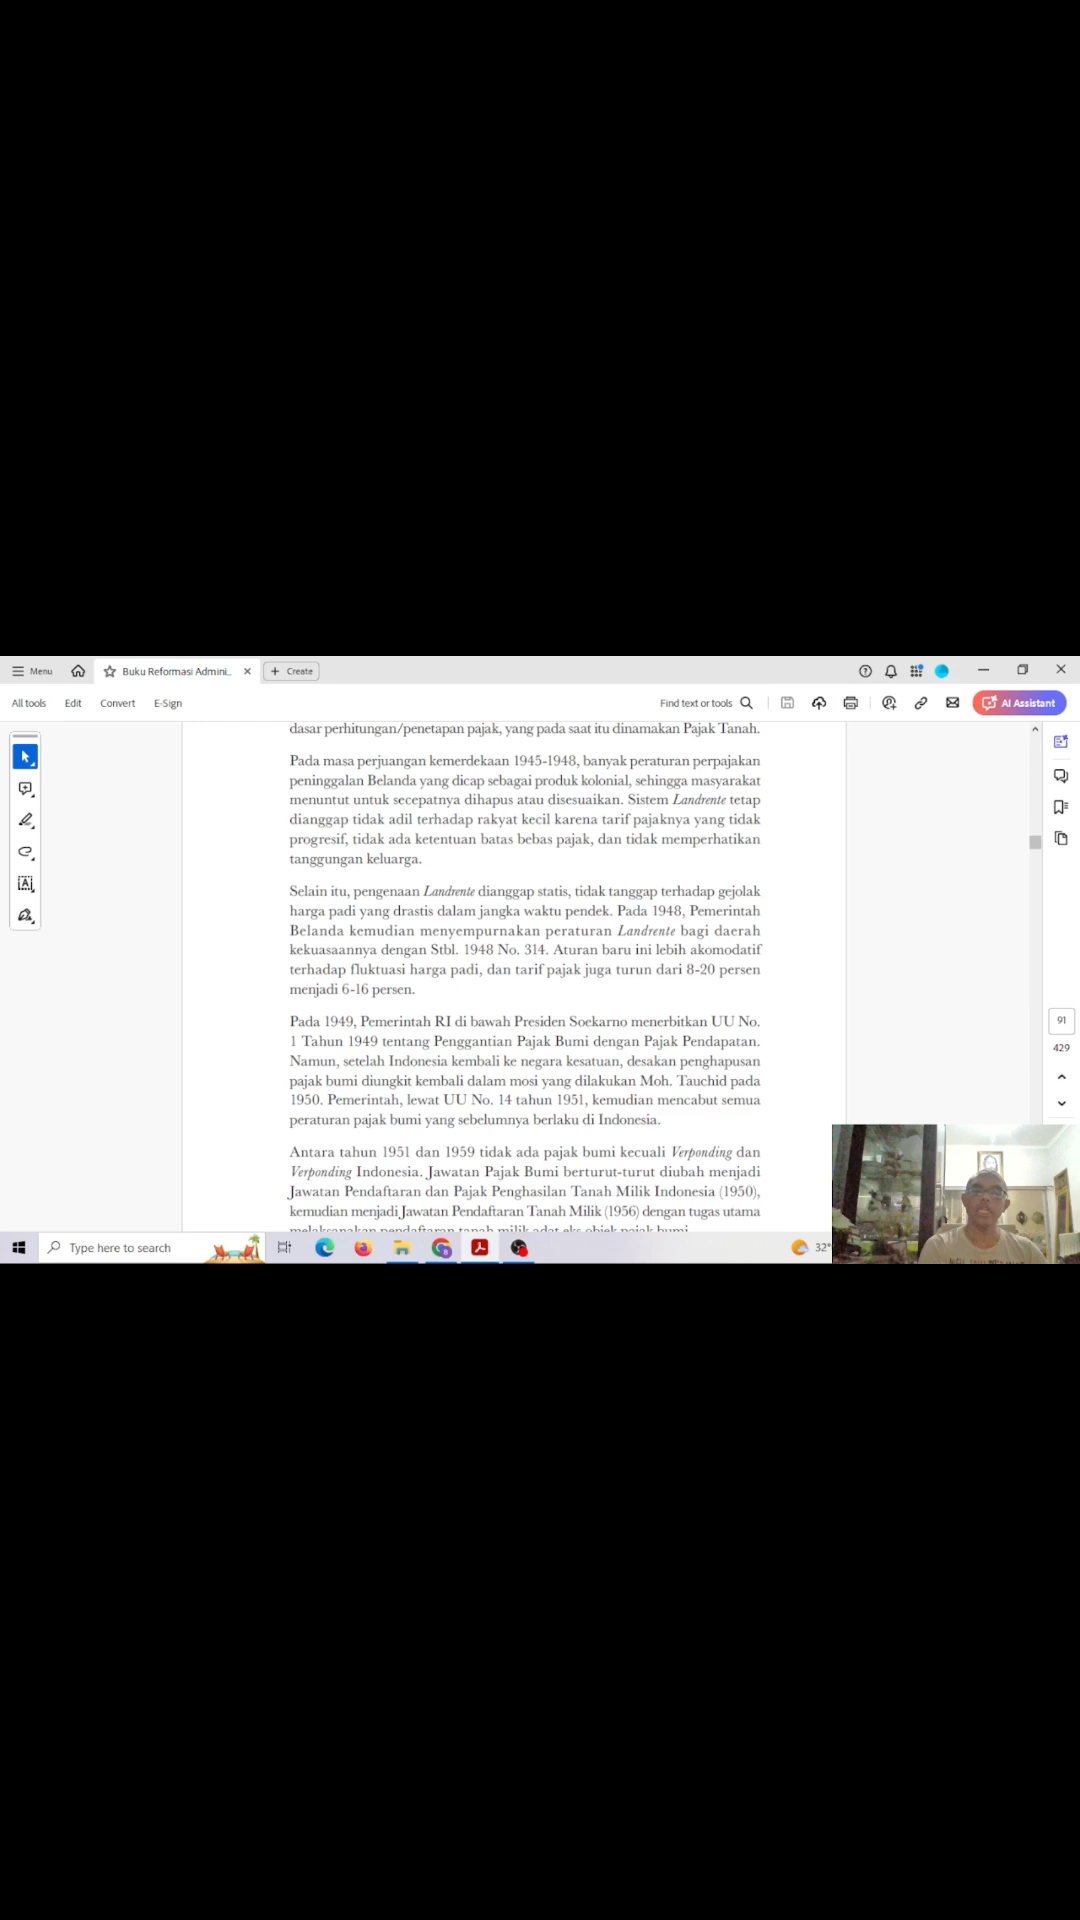 Menu
Buku Reformasi Admini...
Create
All tools
Edit
Convert
E-Sign
Find text or tools
AI Assistant
dasar perhitungan/penetapan pajak, yang pada saat itu dinamakan Pajak Tanah.
Pada masa perjuangan kemerdekaan 1945-1948, banyak peraturan perpajakan
peninggalan Belanda yang dicap sebagai produk kolonial, sehingga masyarakat
menuntut untuk secepatnya dihapus atau disesuaikan. Sistem Landrente tetap
dianggap tidak adil terhadap rakyat kecil karena tarif pajaknya yang tidak
progresif, tidak ada ketentuan batas bebas pajak, dan tidak memperhatikan
tanggungan keluarga.
Selain itu, pengenaan Landrente dianggap statis, tidak tanggap terhadap gejolak
harga padi yang drastis dalam jangka waktu pendek. Pada 1948, Pemerintah
Belanda kemudian menyempurnakan peraturan Landrente bagi daerah
kekuasaannya dengan Stbl. 1948 No. 314. Aturan baru ini lebih akomodatif
terhadap fluktuasi harga padi, dan tarif pajak juga turun dari 8-20 persen
menjadi 6-16 persen.
Pada 1949, Pemerintah RI di bawah Presiden Soekarno menerbitkan UU No.
1 Tahun 1949 tentang Penggantian Pajak Bumi dengan Pajak Pendapatan.
Namun, setelah Indonesia kembali ke negara kesatuan, desakan penghapusan
pajak bumi diungkit kembali dalam mosi yang dilakukan Moh. Tauchid pada
1950. Pemerintah, lewat UU No. 14 tahun 1951, kemudian mencabut semua
peraturan pajak bumi yang sebelumnya berlaku di Indonesia.
Antara tahun 1951 dan 1959 tidak ada pajak bumi kecuali Verponding dan
Verponding Indonesia. Jawatan Pajak Bumi berturut-turut diubah menjadi
Jawatan Pendaftaran dan Pajak Penghasilan Tanah Milik Indonesia (1950),
kemudian menjadi Jawatan Pendaftaran Tanah Milik (1956) dengan tugas utama
melaksanakan pendaftaran tanah milik adat eks objek pajak bumi.
91
429
Type here to search
32°